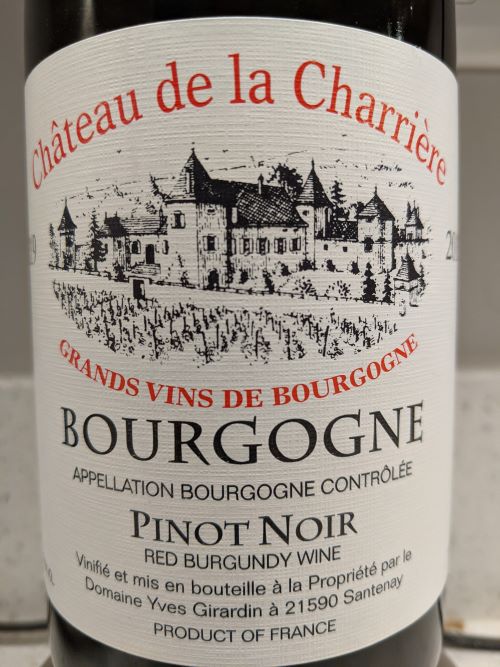 Château de la Charrière
GRANDS VINS DE BOURGOGNE
BOURGOGNE
APPELLATION BOURGOGNE CONTRÔLÉE
PINOT NOIR
RED BURGUNDY WINE
Vinifié et mis en bouteille à la Propriété par le
Domaine Yves Girardin à 21590 Santenay
PRODUCT OF FRANCE